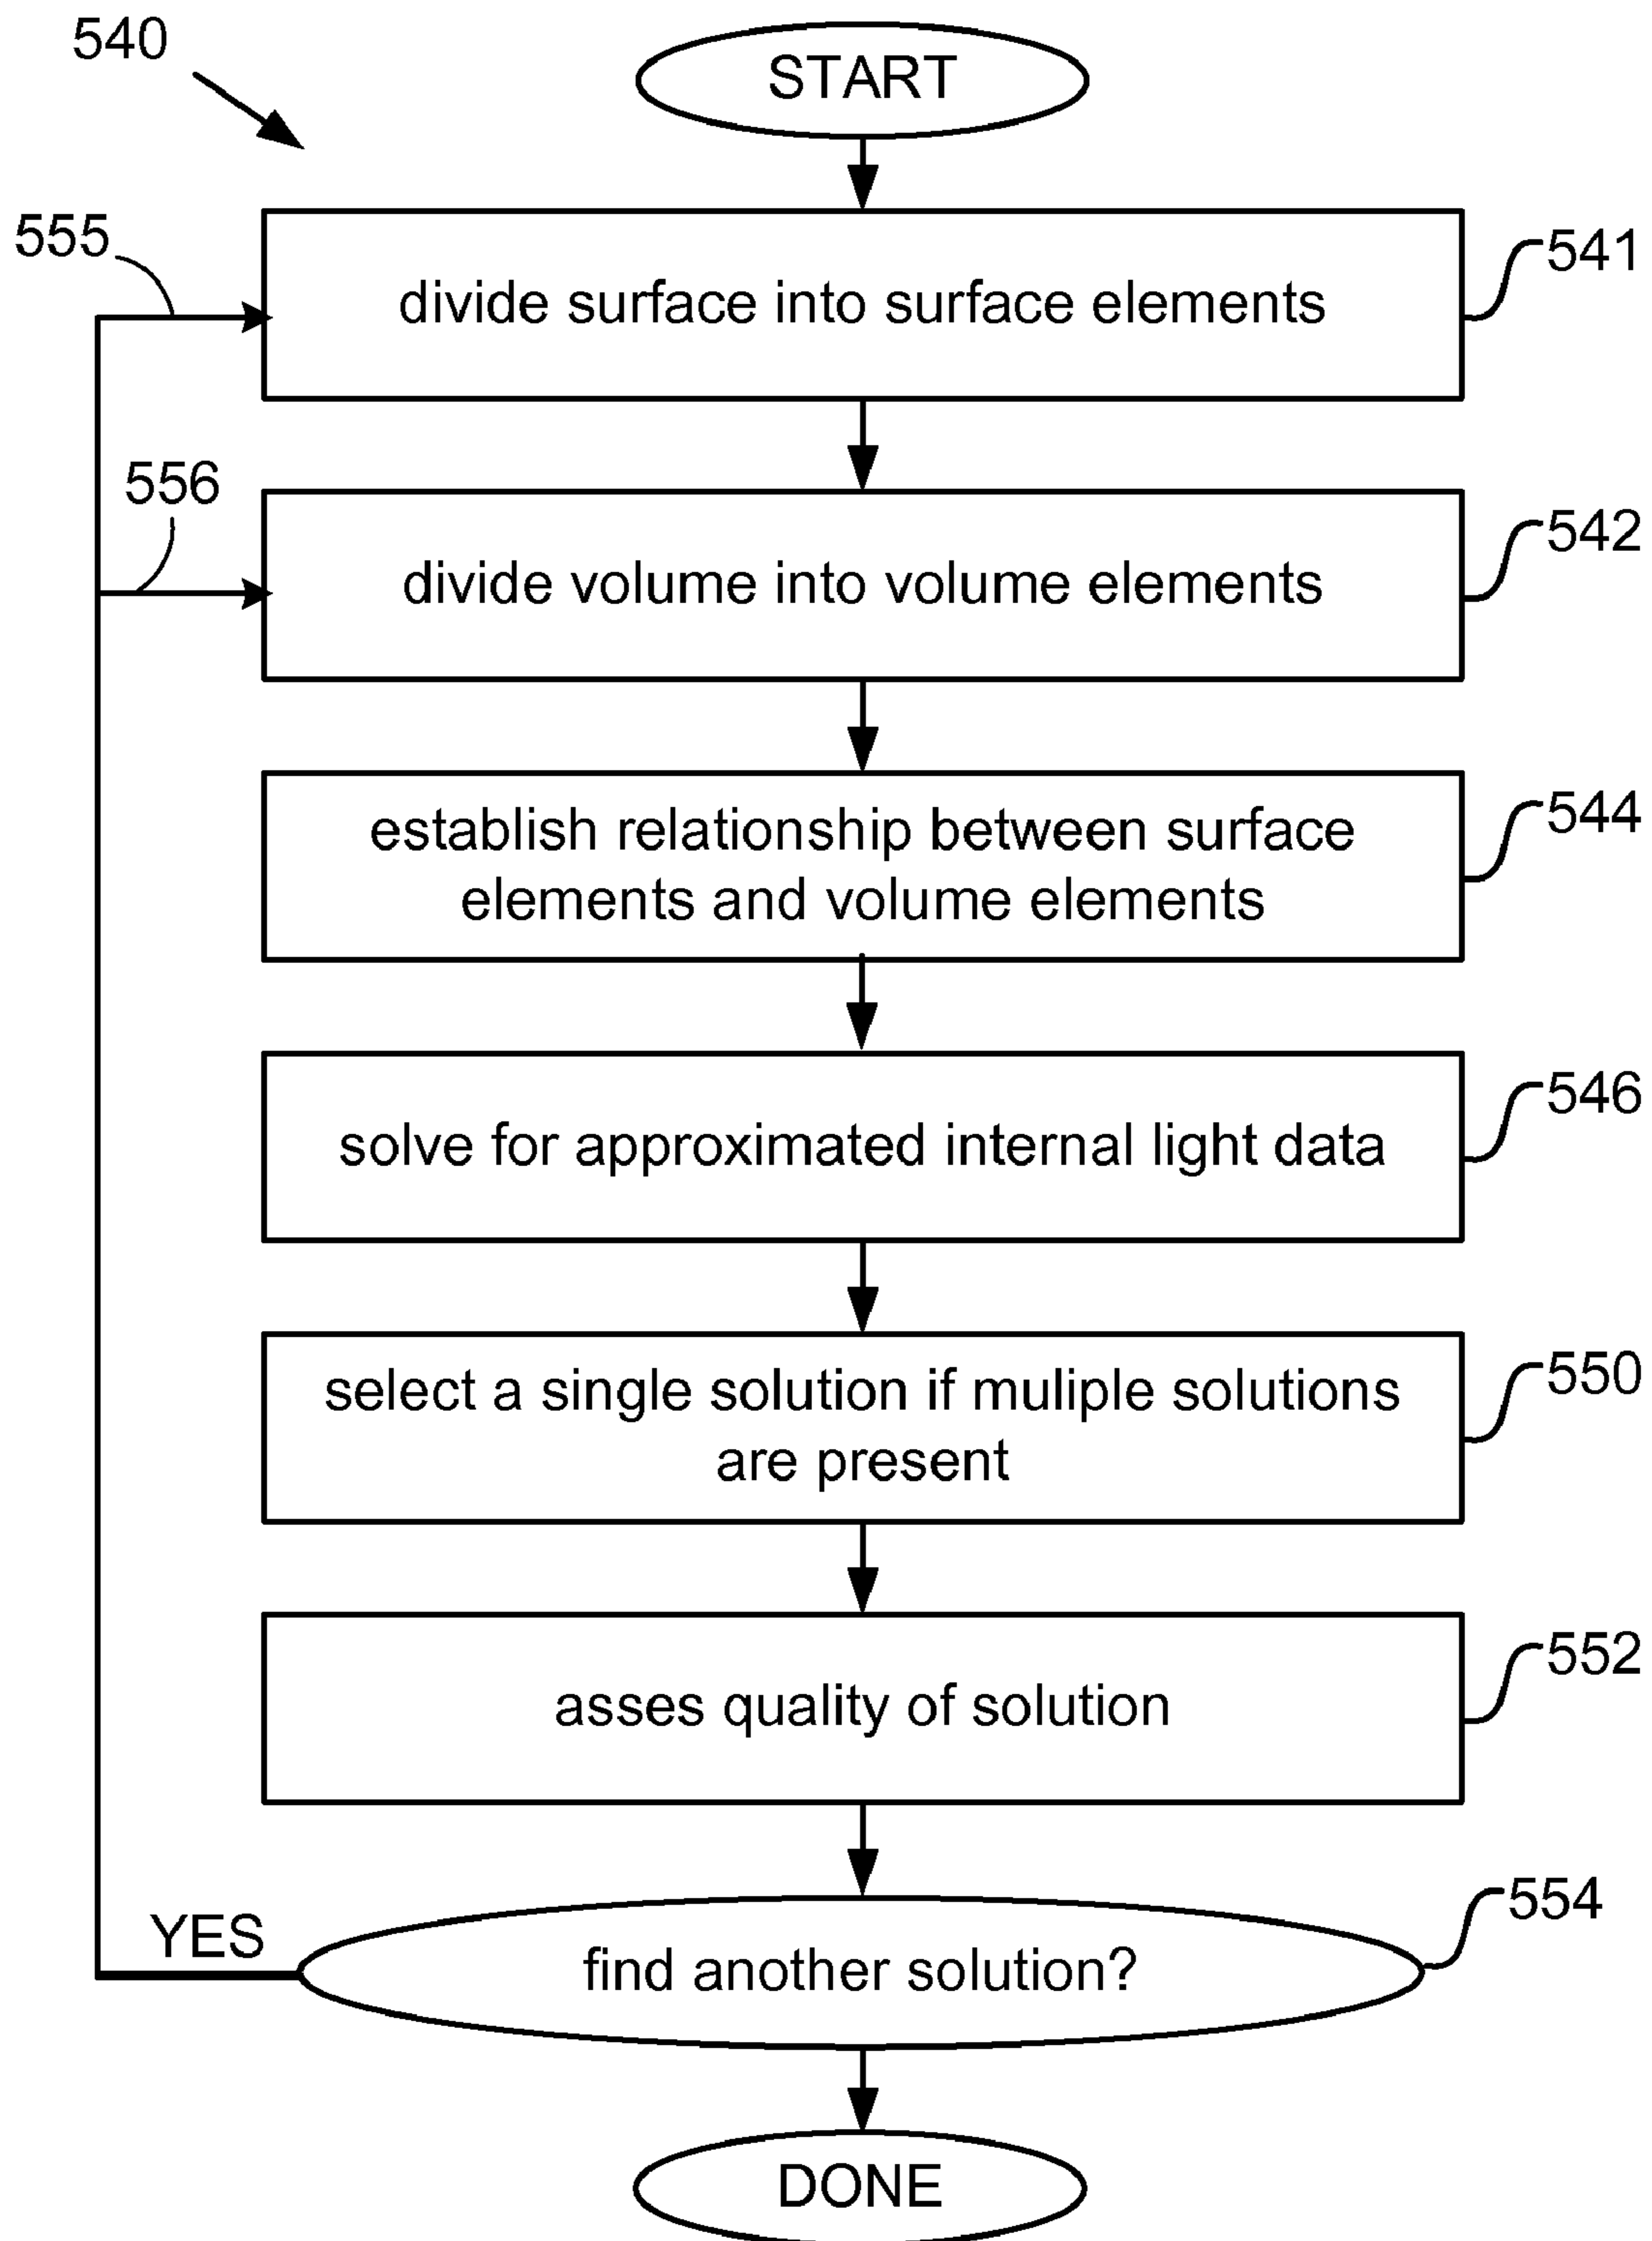 540
START
555
divide surface into surface elements
541
556
divide volume into volume elements
542
establish relationship between surface
elements and volume elements
544
solve for approximated internal light data
546
select a single solution if muliple solutions
are present
550
asses quality of solution
552
YES
find another solution?
554
DONE